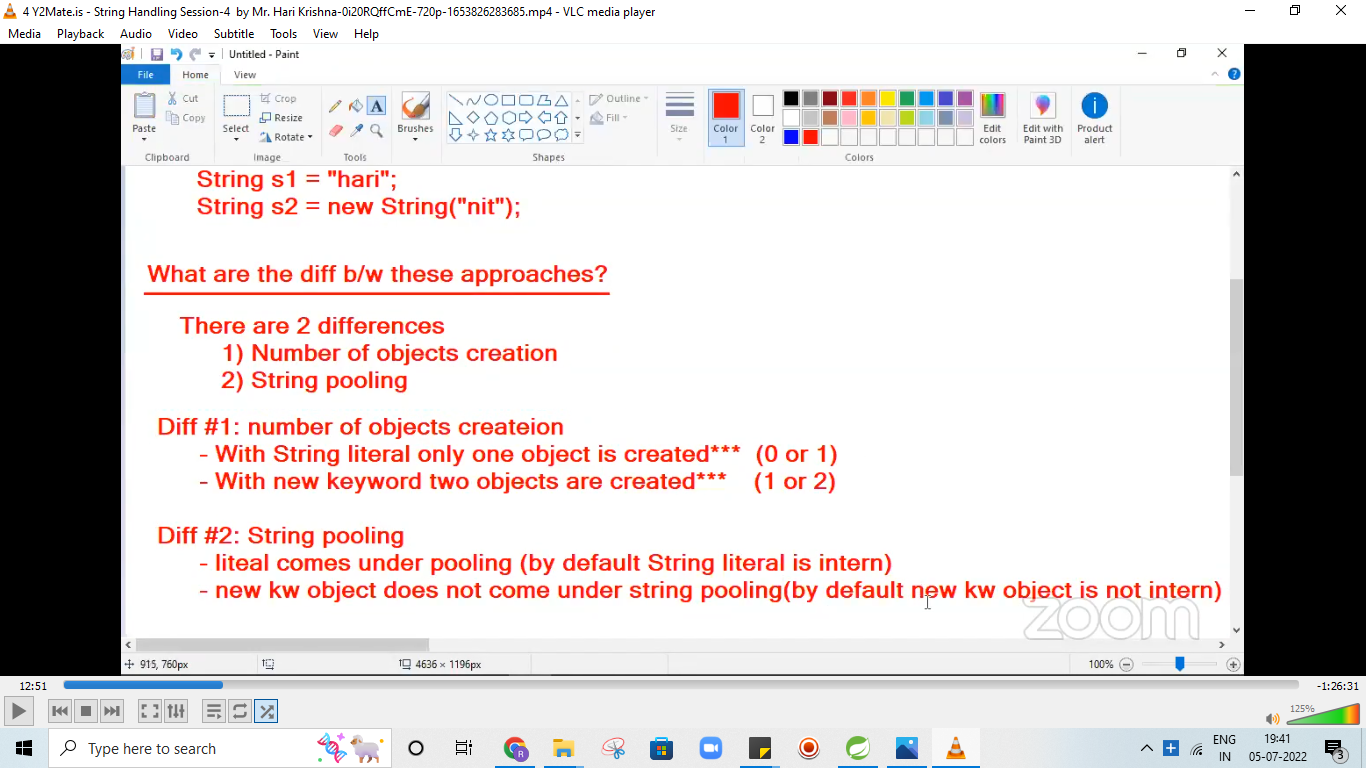 4 Y2Mate.is - String Handling Session-4 by Mr. Hari Krishna-0i20RQffCmE-720p-1653826283685.mp4 - VLC media player
Media Playback Audio Video Subtitle Tools View Help
Untitled - Paint
File Home View
Paste
Cut
Copy
Clipboard
Select
Crop
Resize
Rotate
Image
A
Tools
Brushes
Outline
Fill
Shapes
Size
Color 1
Color 2
Edit colors
Colors
Edit with Paint 3D
Product alert
String s1 = "hari";
String s2 = new String("nit");
What are the diff b/w these approaches?
There are 2 differences
1) Number of objects creation
2) String pooling
Diff #1: number of objects createion
- With String literal only one object is created*** (0 or 1)
- With new keyword two objects are created*** (1 or 2)
Diff #2: String pooling
- liteal comes under pooling (by default String literal is intern)
- new kw object does not come under string pooling(by default new kw object is not intern)
zoom
915, 760px
4636 × 1196px
100%
12:51
-1:26:31
125%
Type here to search
ENG
IN
19:41
05-07-2022
3